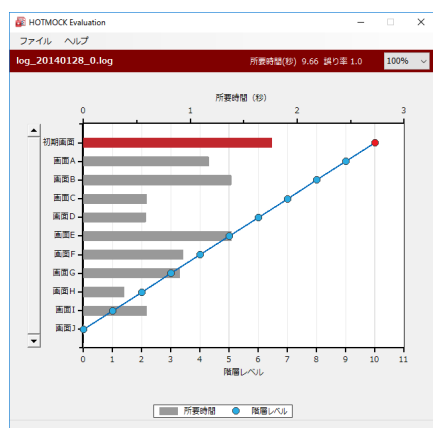 HOTMOCK Evaluation
ファイル ヘルプ
log_20140128_0.log 所要時間(秒) 9.66 誤り率 1.0 100%
所要時間（秒）
0 1 2 3
初期画面
画面A
画面B
画面C
画面D
画面E
画面F
画面G
画面H
画面I
画面J
0 1 2 3 4 5 6 7 8 9 10 11
階層レベル
所要時間 階層レベル